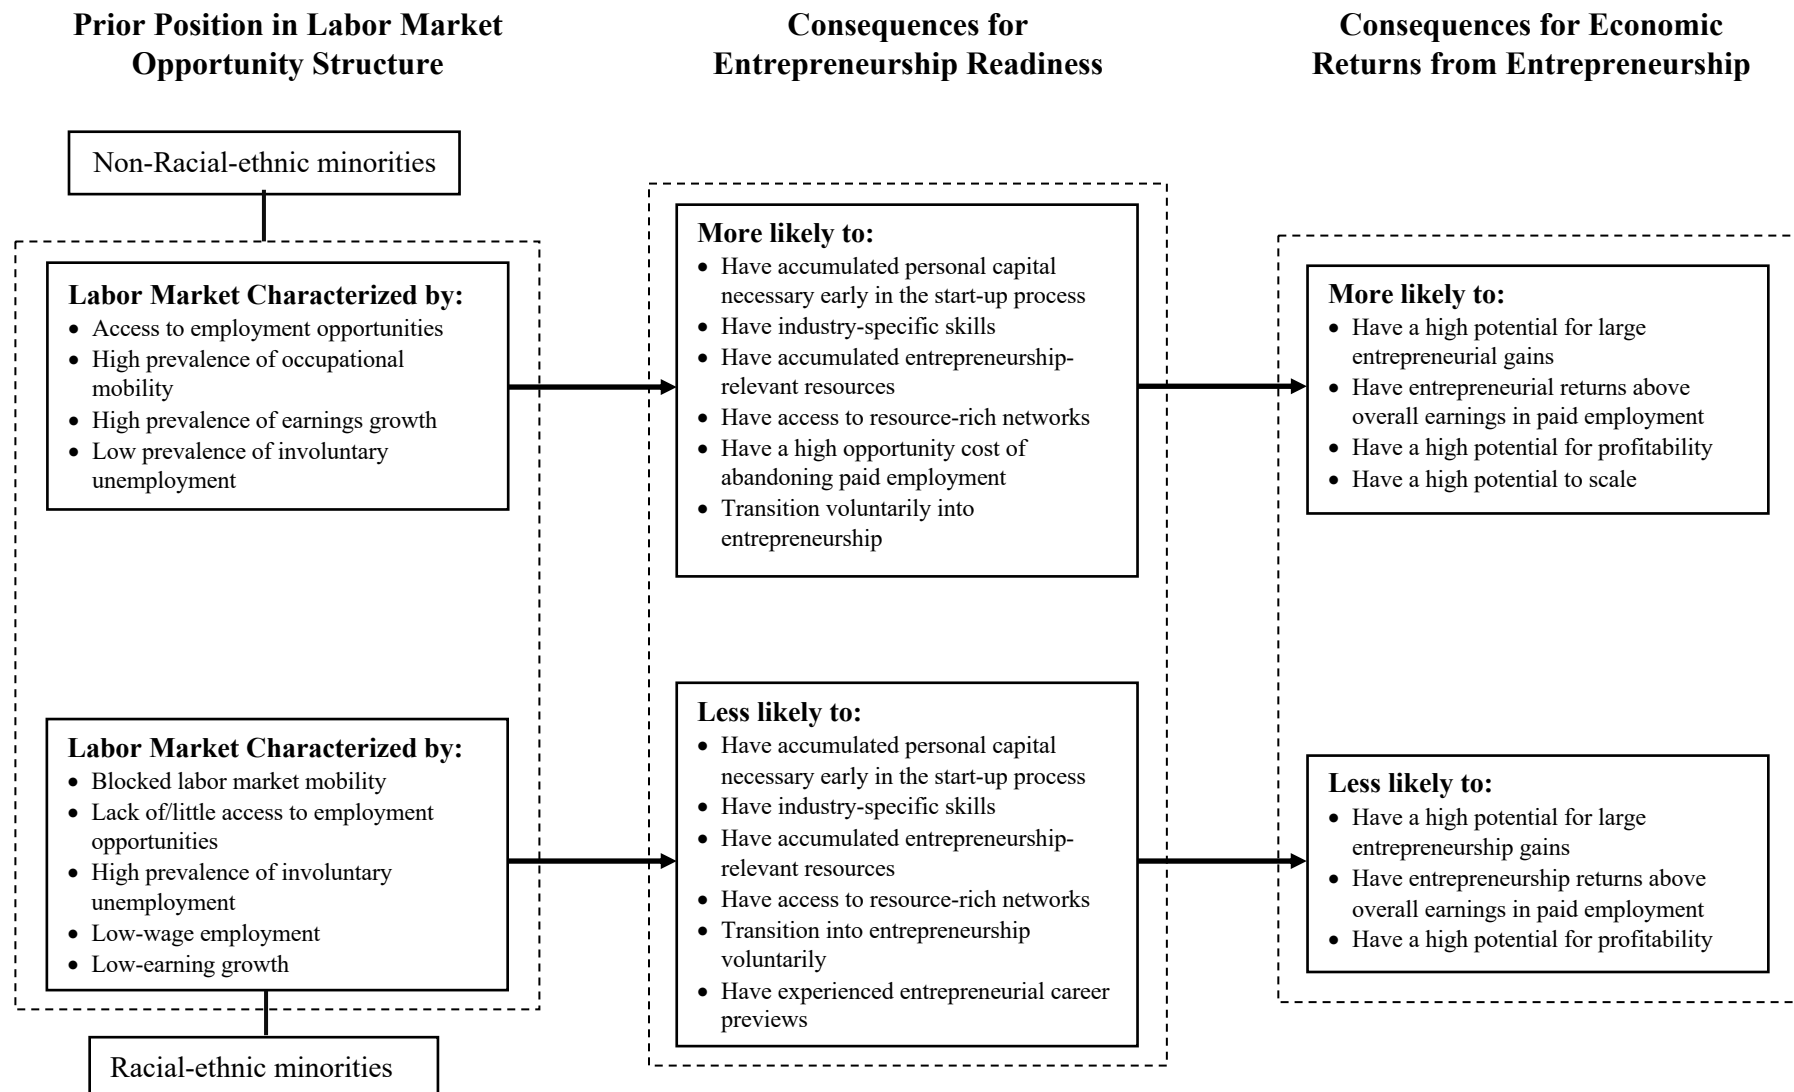 Prior Position in Labor Market
Opportunity Structure
Consequences for
Entrepreneurship Readiness
Consequences for Economic
Returns from Entrepreneurship
Non-Racial-ethnic minorities
Labor Market Characterized by:
• Access to employment opportunities
• High prevalence of occupational
mobility
• High prevalence of earnings growth
• Low prevalence of involuntary
unemployment
More likely to:
• Have accumulated personal capital
necessary early in the start-up process
• Have industry-specific skills
• Have accumulated entrepreneurship-
relevant resources
• Have access to resource-rich networks
• Have a high opportunity cost of
abandoning paid employment
• Transition voluntarily into
entrepreneurship
More likely to:
• Have a high potential for large
entrepreneurial gains
• Have entrepreneurial returns above
overall earnings in paid employment
• Have a high potential for profitability
• Have a high potential to scale
Labor Market Characterized by:
• Blocked labor market mobility
• Lack of/little access to employment
opportunities
• High prevalence of involuntary
unemployment
• Low-wage employment
• Low-earning growth
Less likely to:
• Have accumulated personal capital
necessary early in the start-up process
• Have industry-specific skills
• Have accumulated entrepreneurship-
relevant resources
• Have access to resource-rich networks
• Transition into entrepreneurship
voluntarily
• Have experienced entrepreneurial career
previews
Less likely to:
• Have a high potential for large
entrepreneurship gains
• Have entrepreneurship returns above
overall earnings in paid employment
• Have a high potential for profitability
Racial-ethnic minorities